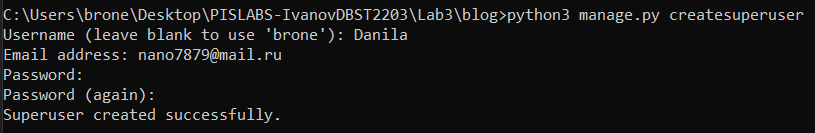 C:\Users\brone\Desktop\PISLABS-IvanovDBST2203\Lab3\blog>python3 manage.py createsuperuser
Username (leave blank to use 'brone'): Danila
Email address: nano7879@mail.ru
Password:
Password (again):
Superuser created successfully.